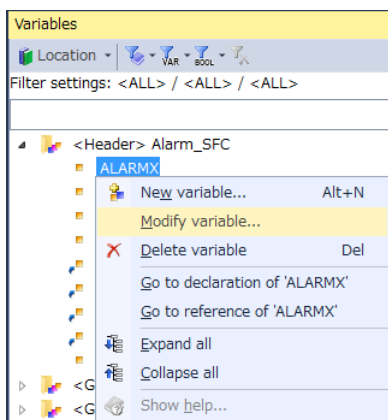 Variables
Location VAR BOOL
Filter settings: <ALL> / <ALL> / <ALL>
<Header> Alarm_SFC
ALARMX
New variable... Alt+N
Modify variable...
Delete variable Del
Go to declaration of 'ALARMX'
Go to reference of 'ALARMX'
Expand all
Collapse all
<G
<G
Show help...